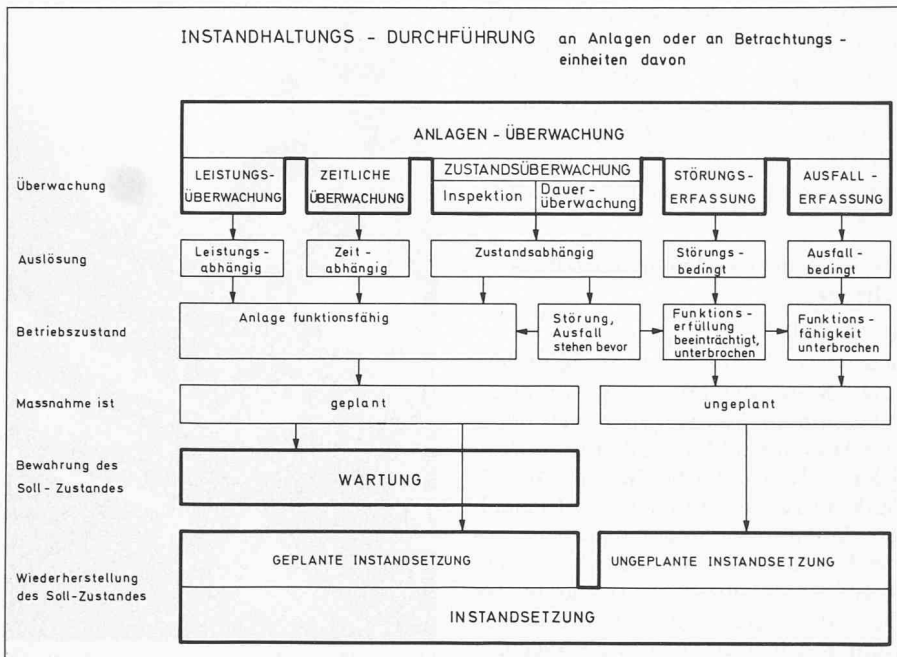 INSTANDHALTUNGS - DURCHFÜHRUNG an Anlagen oder an Betrachtungs -
einheiten davon
ANLAGEN - ÜBERWACHUNG
Überwachung
LEISTUNGS-
ÜBERWACHUNG
ZEITLICHE
ÜBERWACHUNG
ZUSTANDSÜBERWACHUNG
Inspektion
Dauer-
überwachung
STÖRUNGS-
ERFASSUNG
AUSFALL -
ERFASSUNG
Auslösung
Leistungs-
abhängig
Zeit -
abhängig
Zustandsabhängig
Störungs-
bedingt
Ausfall-
bedingt
Betriebszustand
Anlage funktionsfähig
Störung,
Ausfall
stehen bevor
Funktions-
erfüllung
beeinträchtigt,
unterbrochen
Funktions -
fähigkeit
unterbrochen
Massnahme ist
geplant
ungeplant
Bewahrung des
Soll - Zustandes
WARTUNG
Wiederherstellung
des Soll-Zustandes
GEPLANTE INSTANDSETZUNG
UNGEPLANTE INSTANDSETZUNG
INSTANDSETZUNG